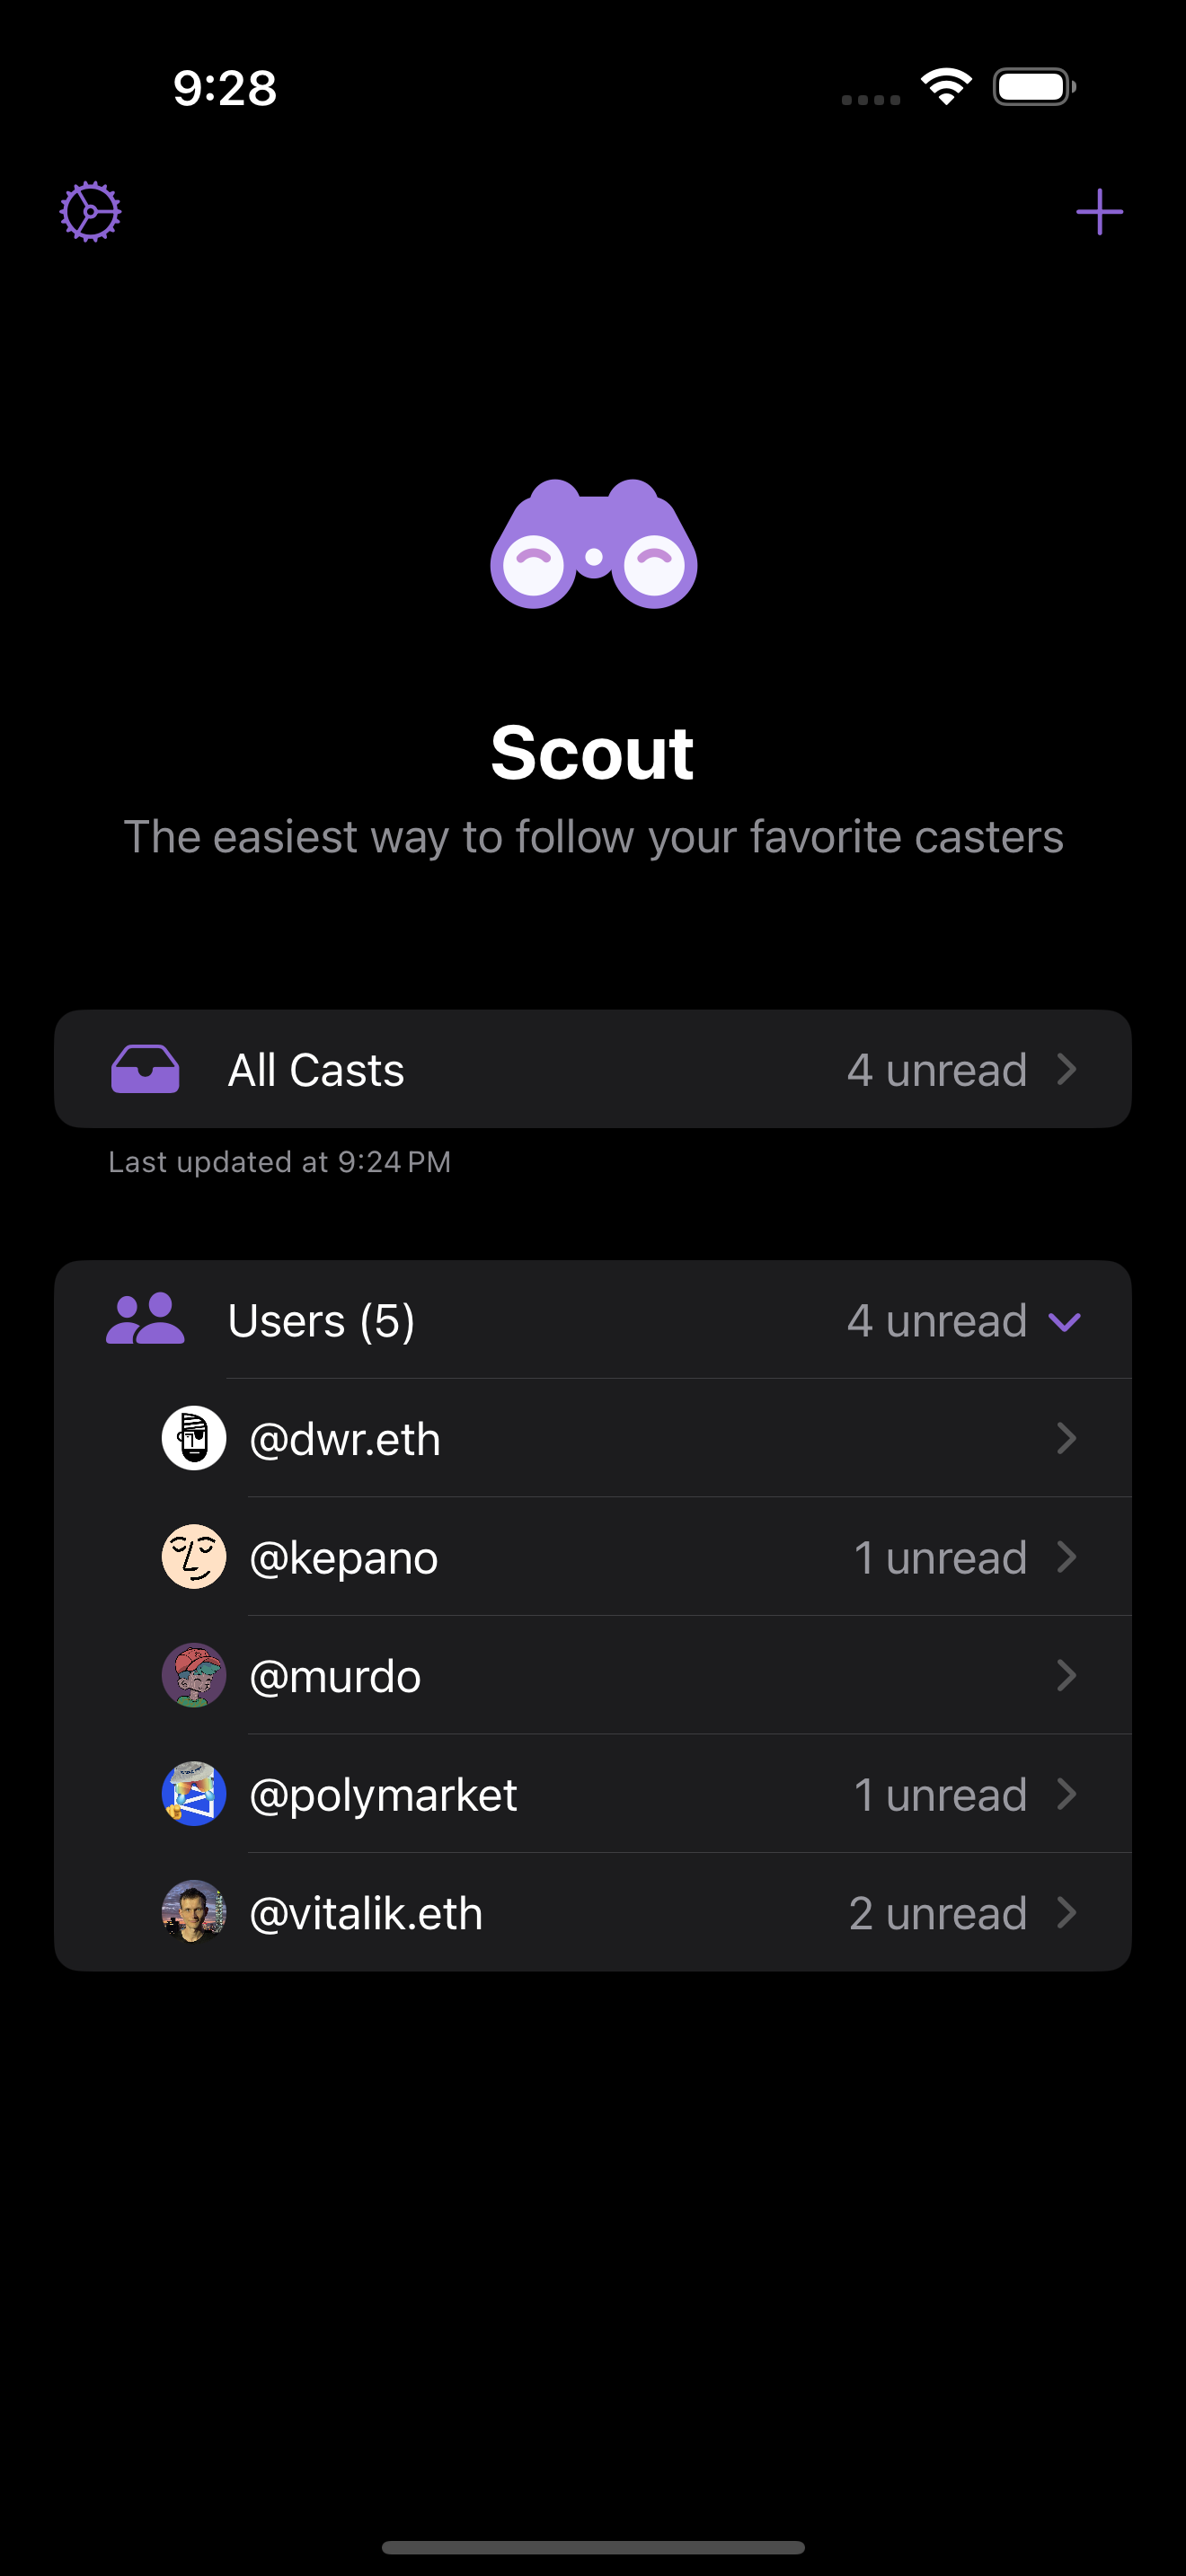 9:28
Scout
The easiest way to follow your favorite casters
All Casts 4 unread
Last updated at 9:24 PM
Users (5) 4 unread
@dwr.eth
@kepano 1 unread
@murdo
@polymarket 1 unread
@vitalik.eth 2 unread